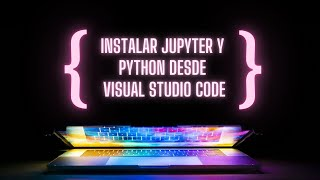 { INSTALAR JUPYTER Y }
PYTHON DESDE
VISUAL STUDIO CODE